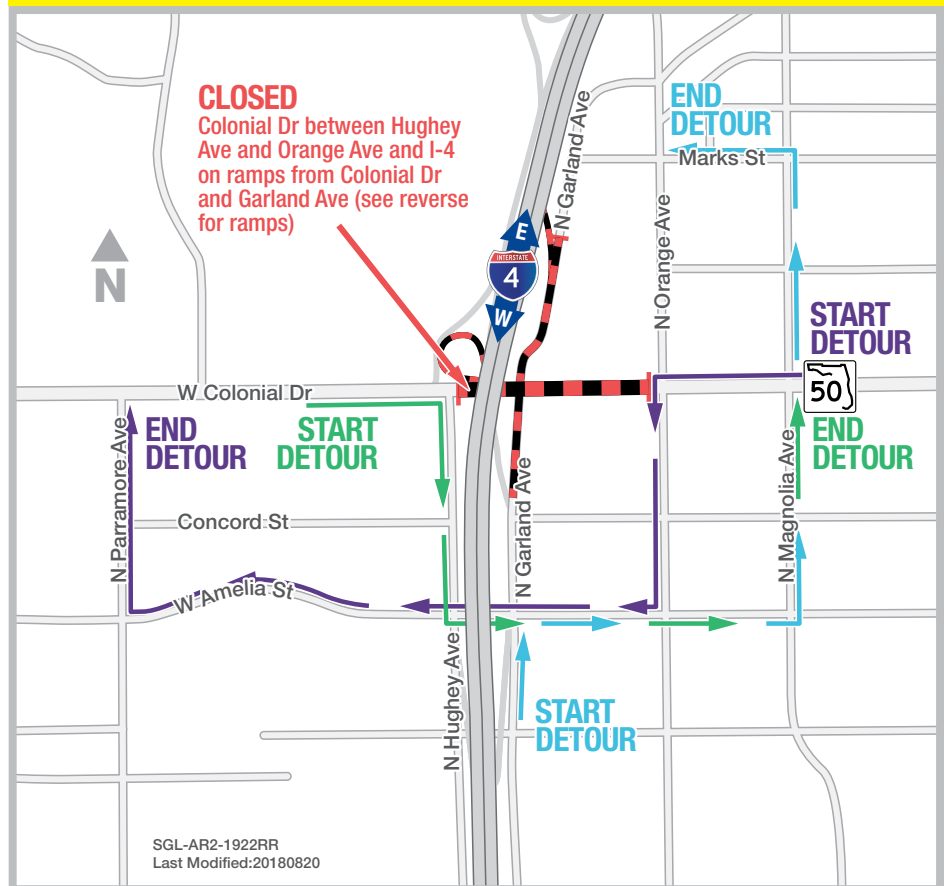 CLOSED
Colonial Dr between Hughey
Ave and Orange Ave and I-4
on ramps from Colonial Dr
and Garland Ave (see reverse
for ramps)
N
E
INTERSTATE
4
W
N Garland Ave
N Orange Ave
END
DETOUR
Marks St
START
DETOUR
50
W Colonial Dr
N Parramore Ave
END
DETOUR
START
DETOUR
END
DETOUR
N Magnolia Ave
N Garland Ave
Concord St
W Amelia St
N Hughey Ave
START
DETOUR
SGL-AR2-1922RR
Last Modified:20180820